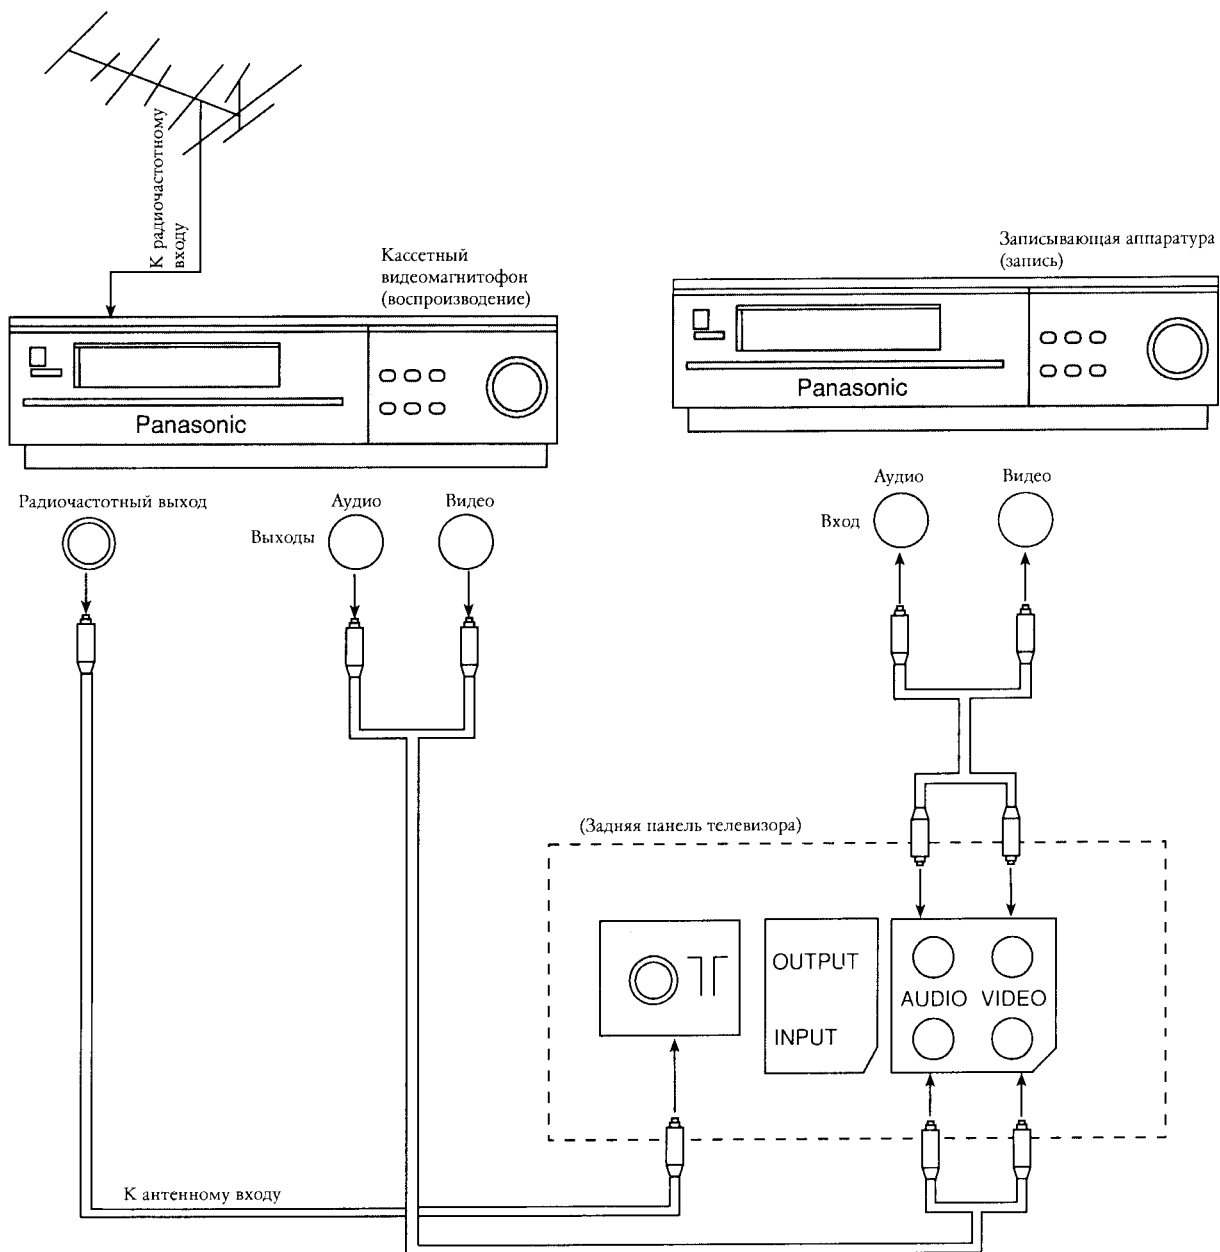 К радиочастотному
входу
Кассетный
видеомагнитофон
(воспроизводение)
Записывающая аппаратура
(запись)
Panasonic
Panasonic
Радиочастотный выход
Выходы
Аудио
Видео
Вход
Аудио
Видео
(Задняя панель телевизора)
OUTPUT
INPUT
AUDIO VIDEO
К антенному входу